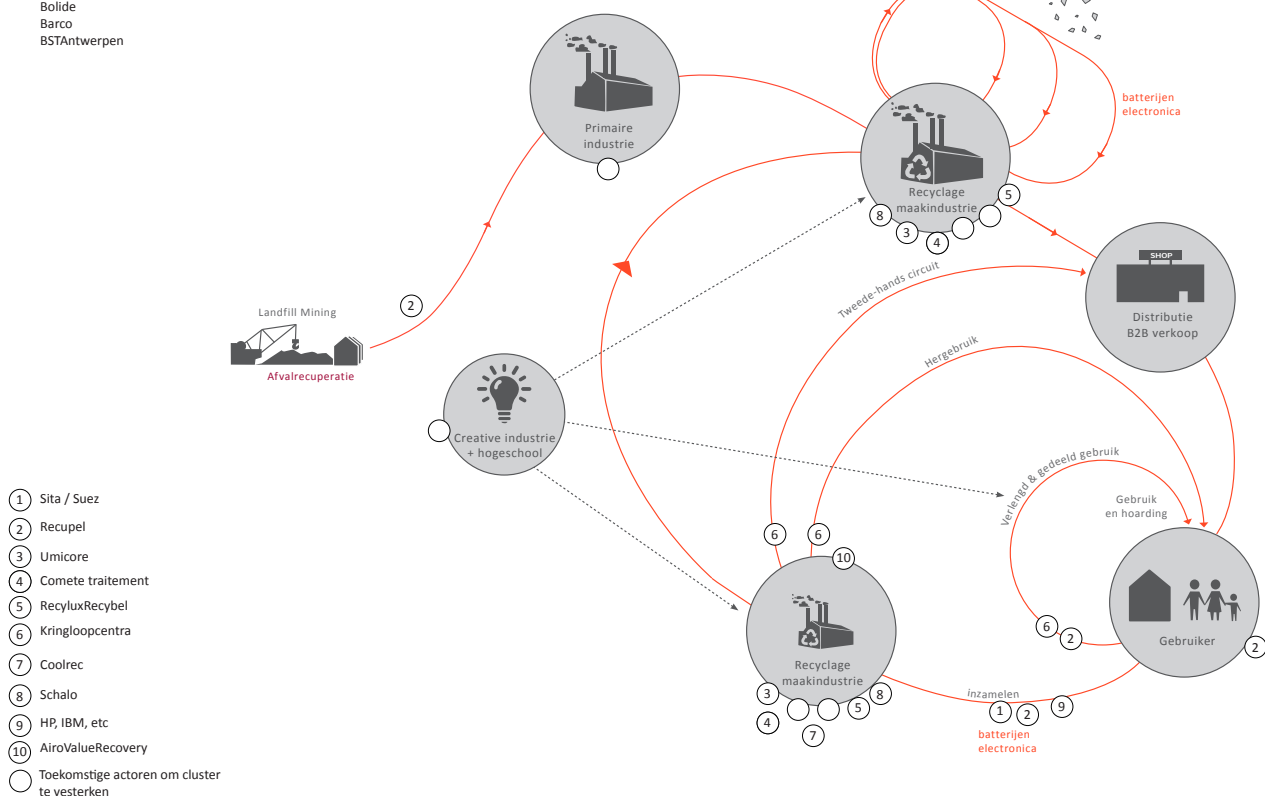 Bolide
Barco
BSTAntwerpen
batterijen
electronica
Primaire
industrie
Recyclage
maakindustrie
5
8
3
4
SHOP
Distributie
B2B verkoop
Tweede-hands circuit
Hergebruik
2
Landfill Mining
Afvalrecuperatie
Creative industrie
+ hogeschool
Verlengd & gedeeld gebruik
Gebruik
en hoarding
6
6
10
6
2
Gebruiker
2
Recyclage
maakindustrie
3
4
7
5
8
inzamelen
1
2
9
batterijen
electronica
1 Sita / Suez
2 Recupel
3 Umicore
4 Comete traitement
5 RecyluxRecybel
6 Kringloopcentra
7 Coolrec
8 Schalo
9 HP, IBM, etc
10 AiroValueRecovery
Toekomstige actoren om cluster
te vesterken